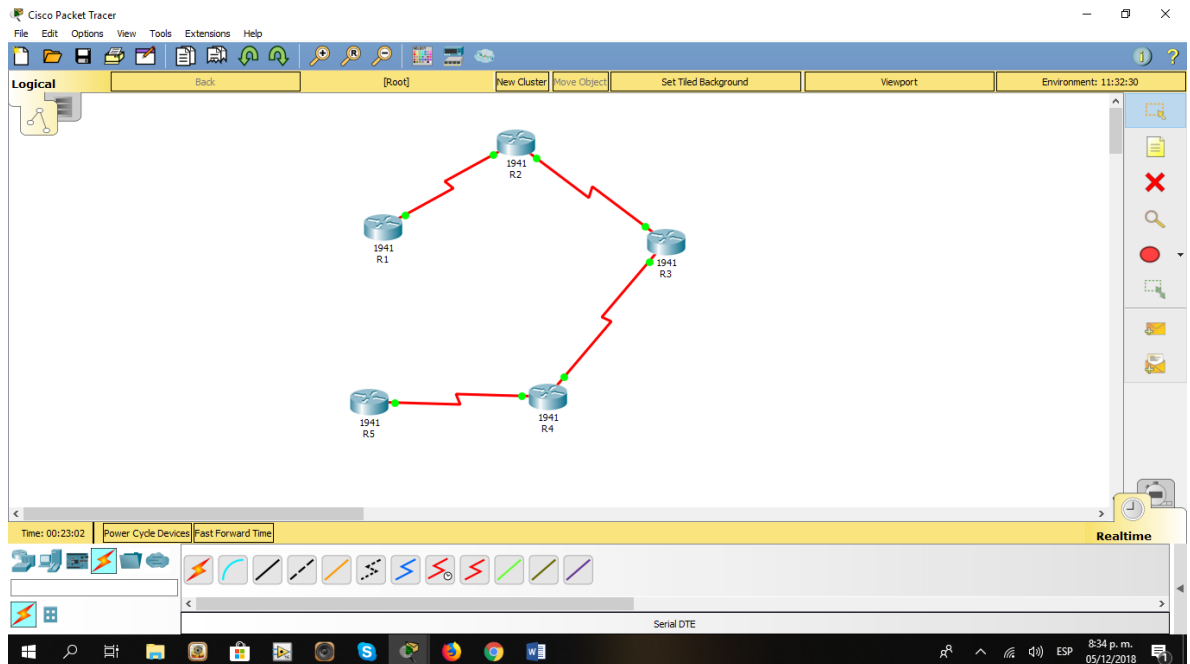 Cisco Packet Tracer
File Edit Options View Tools Extensions Help
Logical Back [Root] New Cluster Move Object Set Tiled Background Viewport Environment: 11:32:30
1941
R2
1941
R1
1941
R3
1941
R5
1941
R4
Time: 00:23:02 Power Cycle Devices Fast Forward Time Realtime
Serial DTE
ESP
8:34 p. m.
05/12/2018